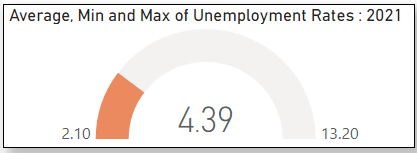 Average, Min and Max of Unemployment Rates : 2021
4.39
2.10
13.20